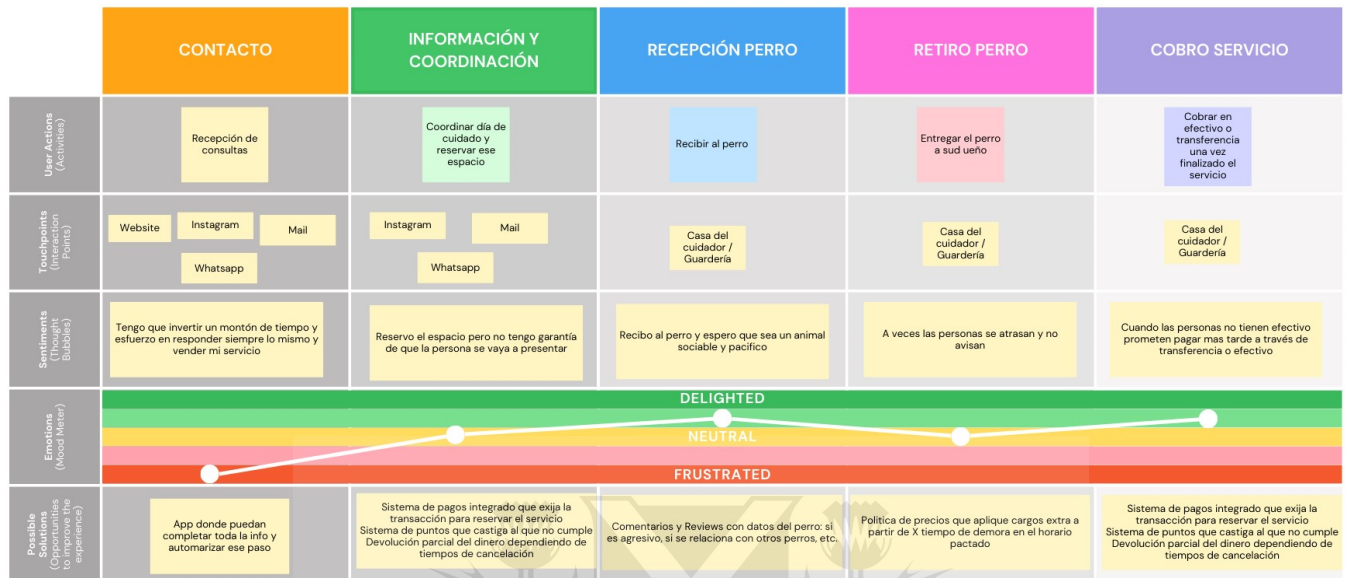 CONTACTO
INFORMACIÓN Y
COORDINACIÓN
RECEPCIÓN PERRO
RETIRO PERRO
COBRO SERVICIO
User Actions
(Activities)
Recepción de
consultas
Coordinar día de
cuidado y
reservar ese
espacio
Recibir al perro
Entregar el perro
a sud ueño
Cobrar en
efectivo o
transferencia
una vez
finalizado el
servicio
Touchpoints
(Interaction
Points)
Website
Instagram
Mail
Whatsapp
Instagram
Mail
Whatsapp
Casa del
cuidador /
Guardería
Casa del
cuidador /
Guardería
Casa del
cuidador /
Guardería
Sentiments
(Thought
Bubbles)
Tengo que invertir un montón de tiempo y
esfuerzo en responder siempre lo mismo y
vender mi servicio
Reservo el espacio pero no tengo garantía
de que la persona se vaya a presentar
Recibo al perro y espero que sea un animal
sociable y pacifico
A veces las personas se atrasan y no
avisan
Cuando las personas no tienen efectivo
prometen pagar mas tarde a través de
transferencia o efectivo
Emotions
(Mood Meter)
DELIGHTED
NEUTRAL
FRUSTRATED
Possible
Solutions
(Opportunities
to improve the
experience)
App donde puedan
completar toda la info y
automarizar ese paso
Sistema de pagos integrado que exija la
transacción para reservar el servicio
Sistema de puntos que castiga al que no cumple
Devolución parcial del dinero dependiendo de
tiempos de cancelación
Comentarios y Reviews con datos del perro: si
es agresivo, si se relaciona con otros perros, etc.
Politica de precios que aplique cargos extra a
partir de X tiempo de demora en el horario
pactado
Sistema de pagos integrado que exija la
transacción para reservar el servicio
Sistema de puntos que castiga al que no cumple
Devolución parcial del dinero dependiendo de
tiempos de cancelación